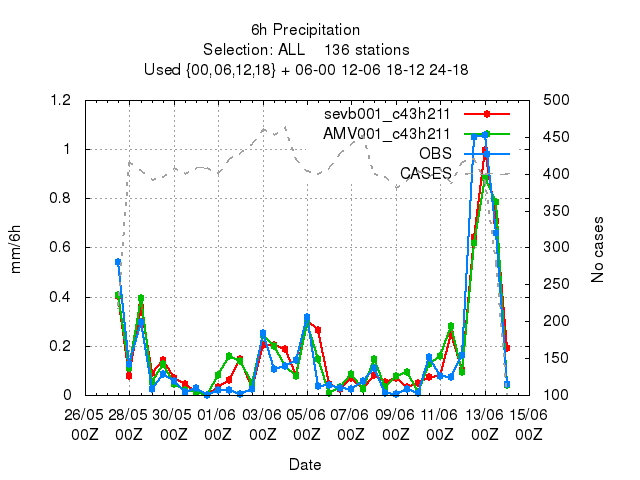 6h Precipitation
Selection: ALL    136 stations
Used {00,06,12,18} + 06-00 12-06 18-12 24-18
1.2
1
0.8
0.6
0.4
0.2
0
mm/6h
500
450
400
350
300
250
200
150
100
No cases
sevb001_c43h211
AMV001_c43h211
OBS
CASES
26/05 28/05 30/05 01/06 03/06 05/06 07/06 09/06 11/06 13/06 15/06
00Z 00Z 00Z 00Z 00Z 00Z 00Z 00Z 00Z 00Z 00Z
Date